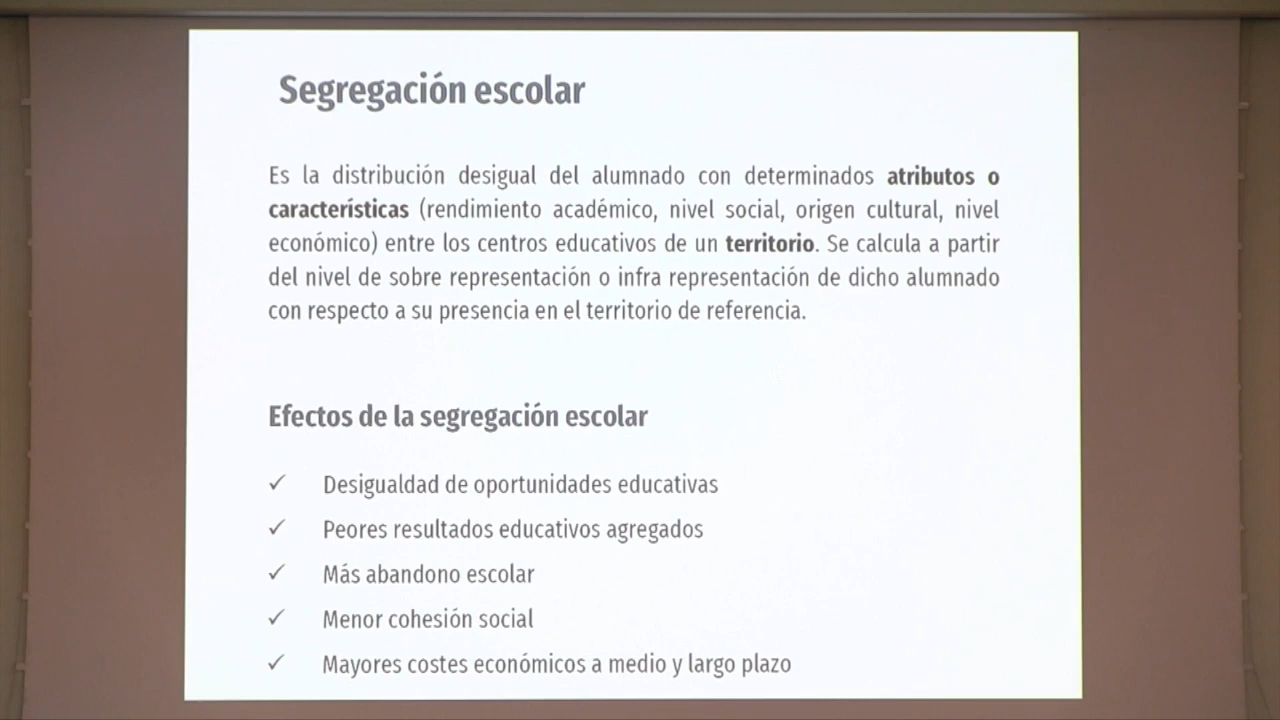 Segregación escolar
Es la distribución desigual del alumnado con determinados atributos o
características (rendimiento académico, nivel social, origen cultural, nivel
económico) entre los centros educativos de un territorio. Se calcula a partir
del nivel de sobre representación o infra representación de dicho alumnado
con respecto a su presencia en el territorio de referencia.
Efectos de la segregación escolar
✓ Desigualdad de oportunidades educativas
✓ Peores resultados educativos agregados
✓ Más abandono escolar
✓ Menor cohesión social
✓ Mayores costes económicos a medio y largo plazo